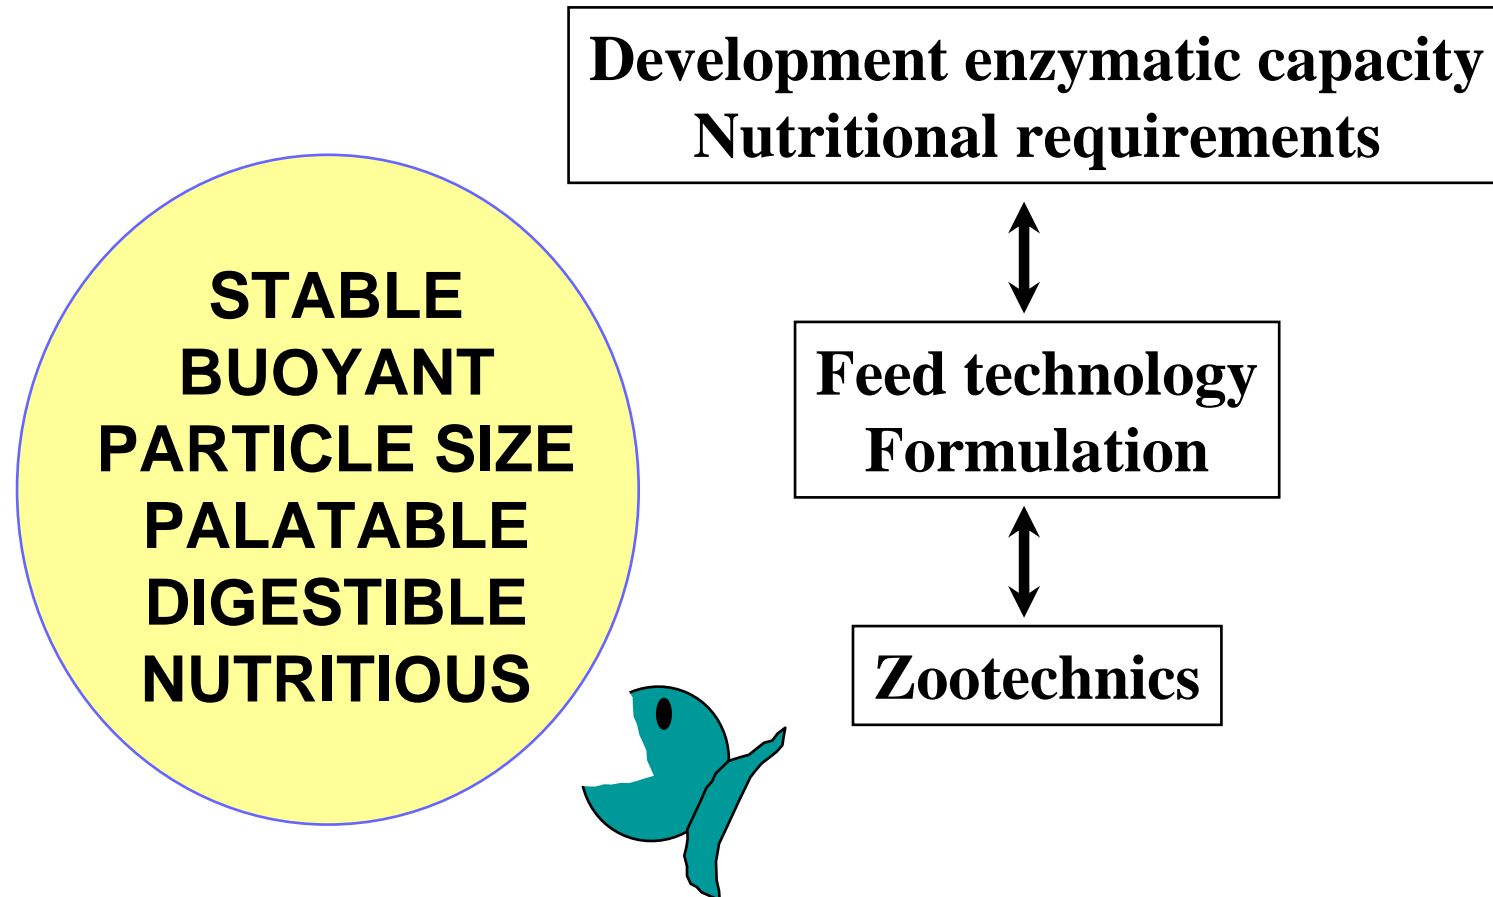 Development enzymatic capacity
Nutritional requirements
STABLE
BUOYANT
PARTICLE SIZE
PALATABLE
DIGESTIBLE
NUTRITIOUS
Feed technology
Formulation
Zootechnics